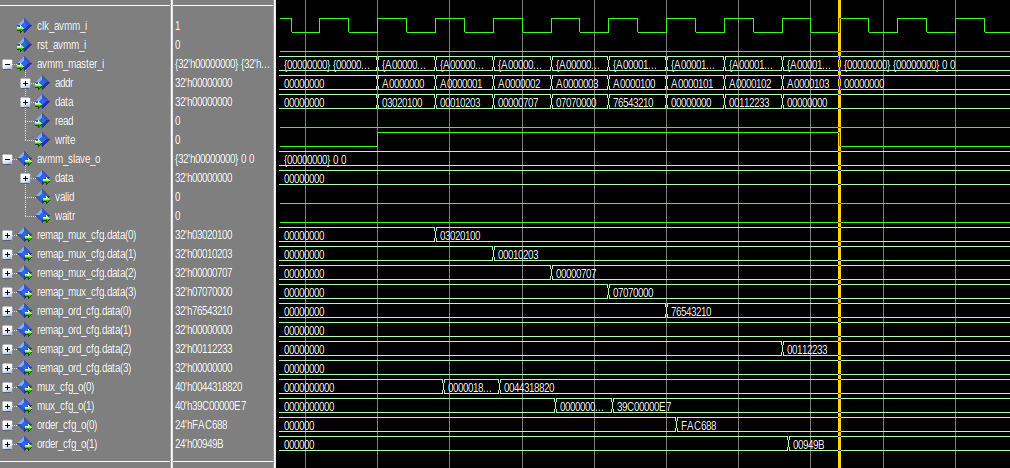 clk_avmm_i 1
rst_avmm_i 0
avmm_master_i {32'h00000000} {32'h... {00000000} {00000... {A00000... {A00000... {A00000... {A00000... {A00001... {A00001... {A00001... {A00001... {00000000} {00000000} 0 0
addr 32'h00000000 00000000 A0000000 A0000001 A0000002 A0000003 A0000100 A0000101 A0000102 A0000103 00000000
data 32'h00000000 00000000 03020100 00010203 00000707 07070000 76543210 00000000 00112233 00000000
read 0
write 0
avmm_slave_o {32'h00000000} 0 0 {00000000} 0 0
data 32'h00000000 00000000
valid 0
waitr 0
remap_mux_cfg.data(0) 32'h03020100 00000000 03020100
remap_mux_cfg.data(1) 32'h00010203 00000000 00010203
remap_mux_cfg.data(2) 32'h00000707 00000000 00000707
remap_mux_cfg.data(3) 32'h07070000 00000000 07070000
remap_ord_cfg.data(0) 32'h76543210 00000000 76543210
remap_ord_cfg.data(1) 32'h00000000 00000000
remap_ord_cfg.data(2) 32'h00112233 00000000 00112233
remap_ord_cfg.data(3) 32'h00000000 00000000
mux_cfg_o(0) 40'h0044318820 0000000000 0000018... 0044318820
mux_cfg_o(1) 40'h39C00000E7 0000000000 0000000... 39C00000E7
order_cfg_o(0) 24'hFAC688 000000 FAC688
order_cfg_o(1) 24'h00949B 000000 00949B